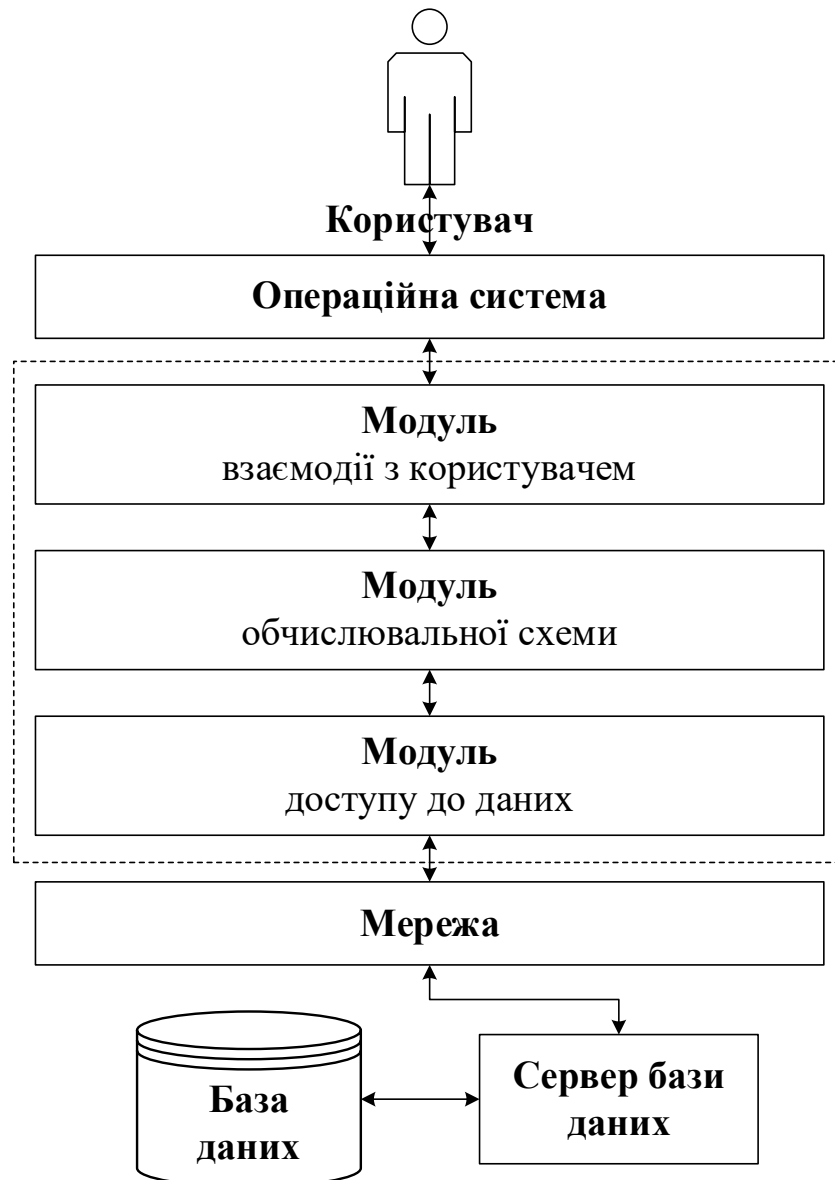 Користувач
Операційна система
Модуль
взаємодії з користувачем
Модуль
обчислювальної схеми
Модуль
доступу до даних
Мережа
База
даних
Сервер бази
даних